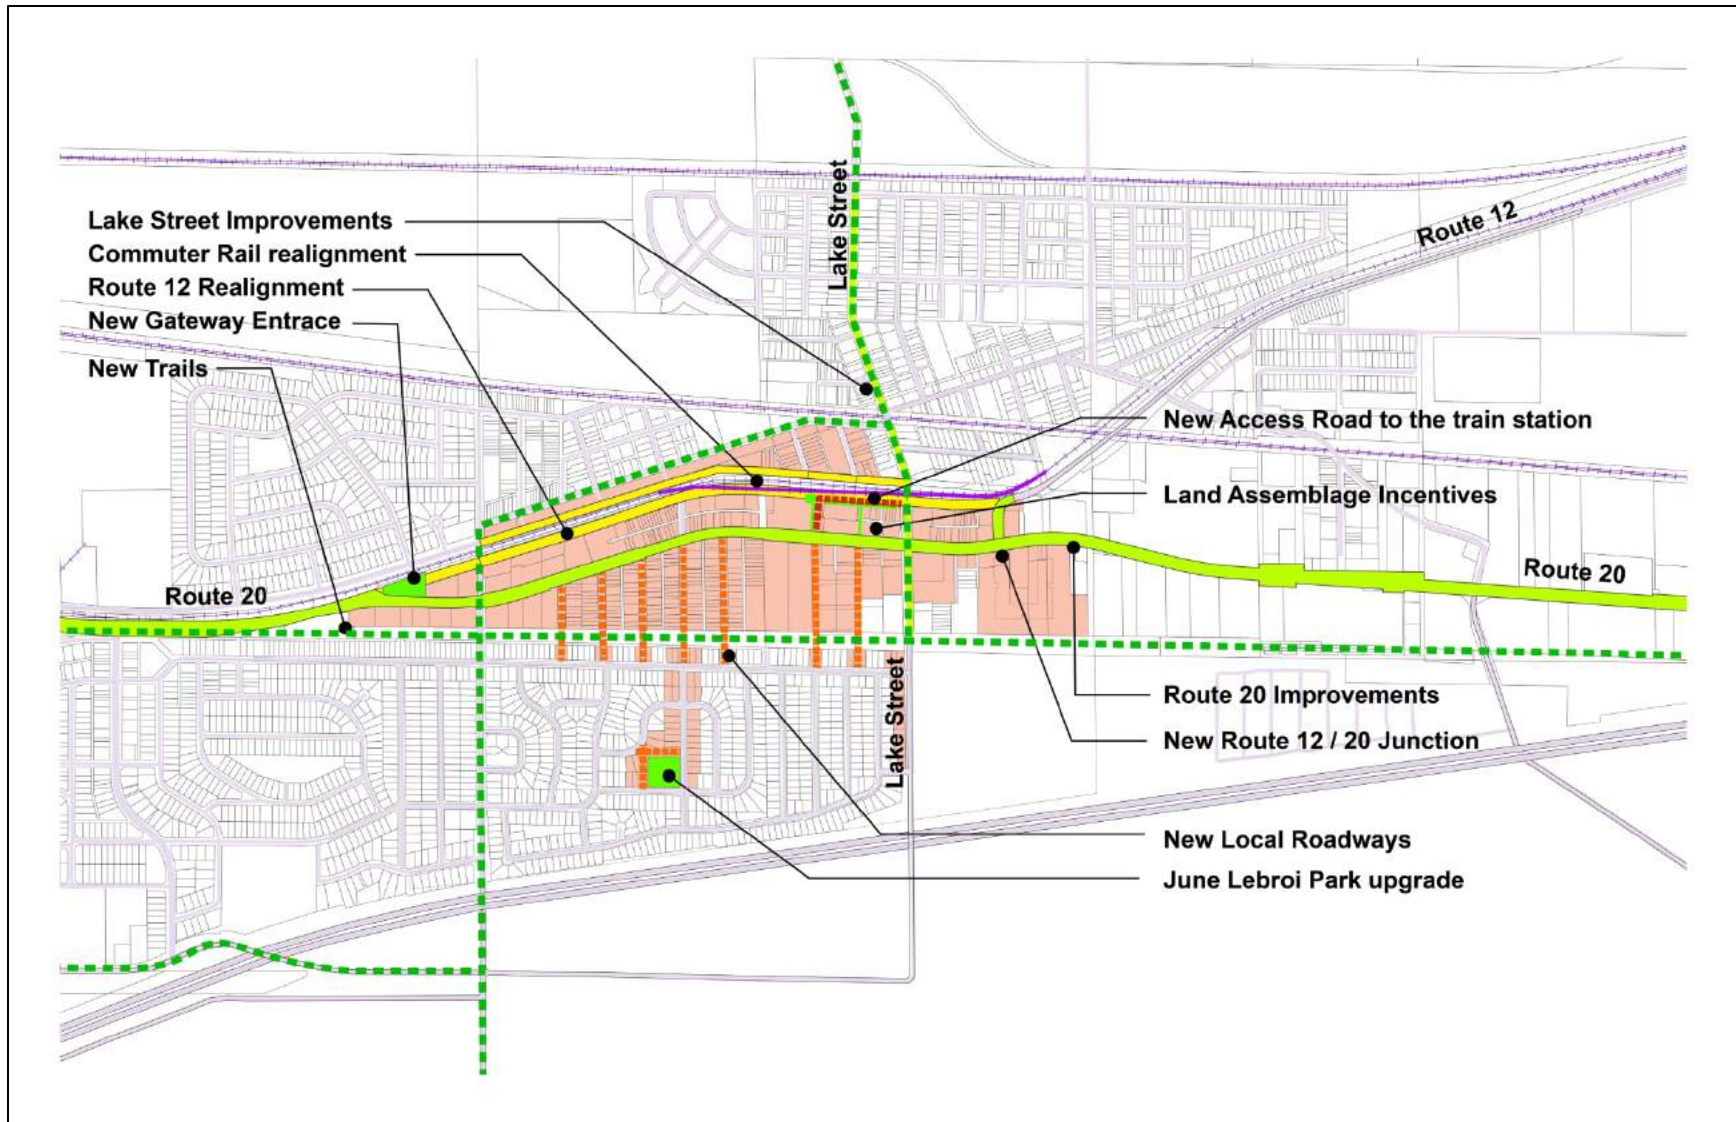 Lake Street
Route 12
Lake Street Improvements
Commuter Rail realignment
Route 12 Realignment
New Gateway Entrace
New Trails
New Access Road to the train station
Land Assemblage Incentives
Route 20
Route 20
Lake Street
Route 20 Improvements
New Route 12 / 20 Junction
New Local Roadways
June Lebroi Park upgrade